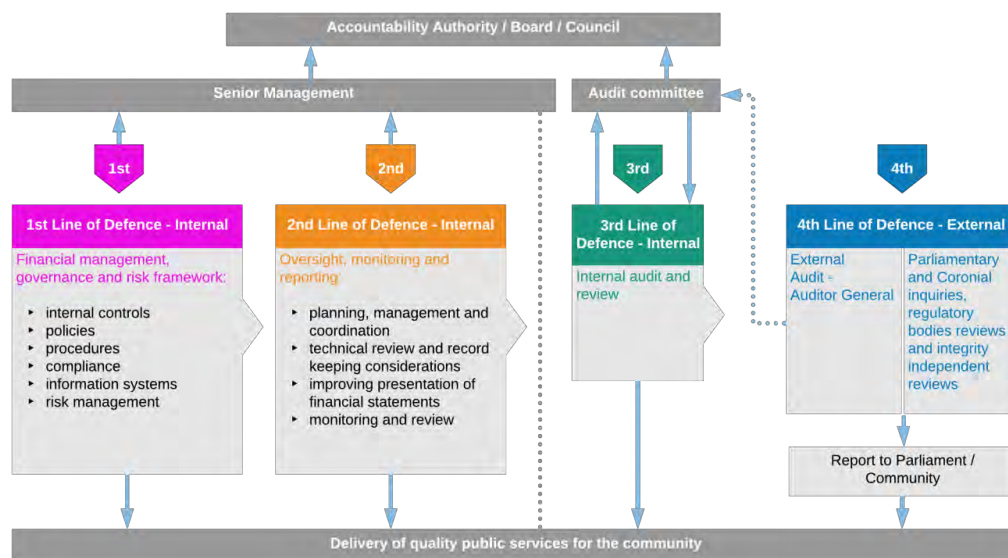 Accountability Authority / Board / Council
Senior Management
Audit committee
1st
2nd
3rd
4th
1st Line of Defence - Internal
Financial management,
governance and risk framework:
‣ internal controls
‣ policies
‣ procedures
‣ compliance
‣ information systems
‣ risk management
2nd Line of Defence - Internal
Oversight, monitoring and
reporting
‣ planning, management and
coordination
‣ technical review and record
keeping considerations
‣ improving presentation of
financial statements
‣ monitoring and review
3rd Line of
Defence - Internal
Internal audit and
review
4th Line of Defence - External
External
Audit -
Auditor General
Parliamentary
and Coronial
inquiries,
regulatory
bodies reviews
and integrity
independent
reviews
Report to Parliament /
Community
Delivery of quality public services for the community